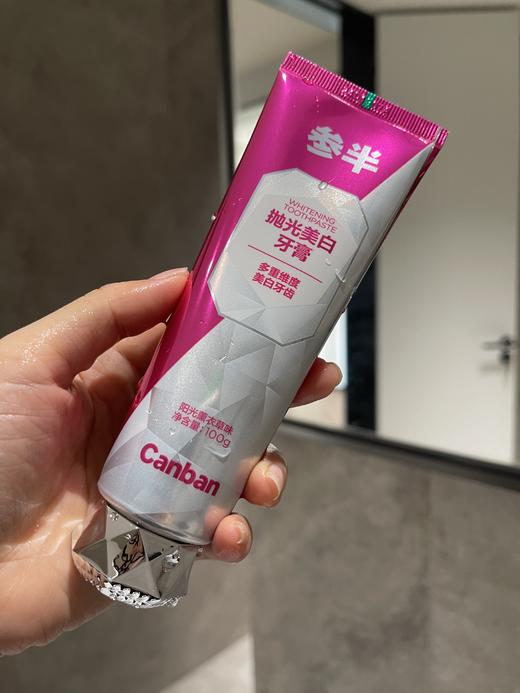 参半
WHITENING
TOOTHPASTE
抛光美白
牙膏
多重维度
美白牙齿
阳光薰衣草味
净含量:100g
Canban